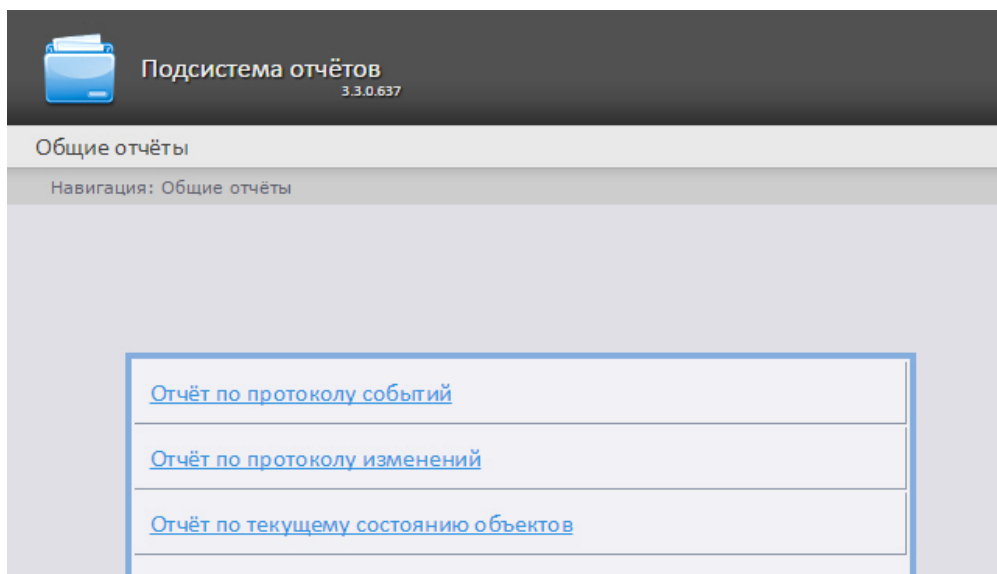 Подсистема отчётов
3.3.0.637
Общие отчёты
Навигация: Общие отчёты
Отчёт по протоколу событий
Отчёт по протоколу изменений
Отчёт по текущему состоянию объектов